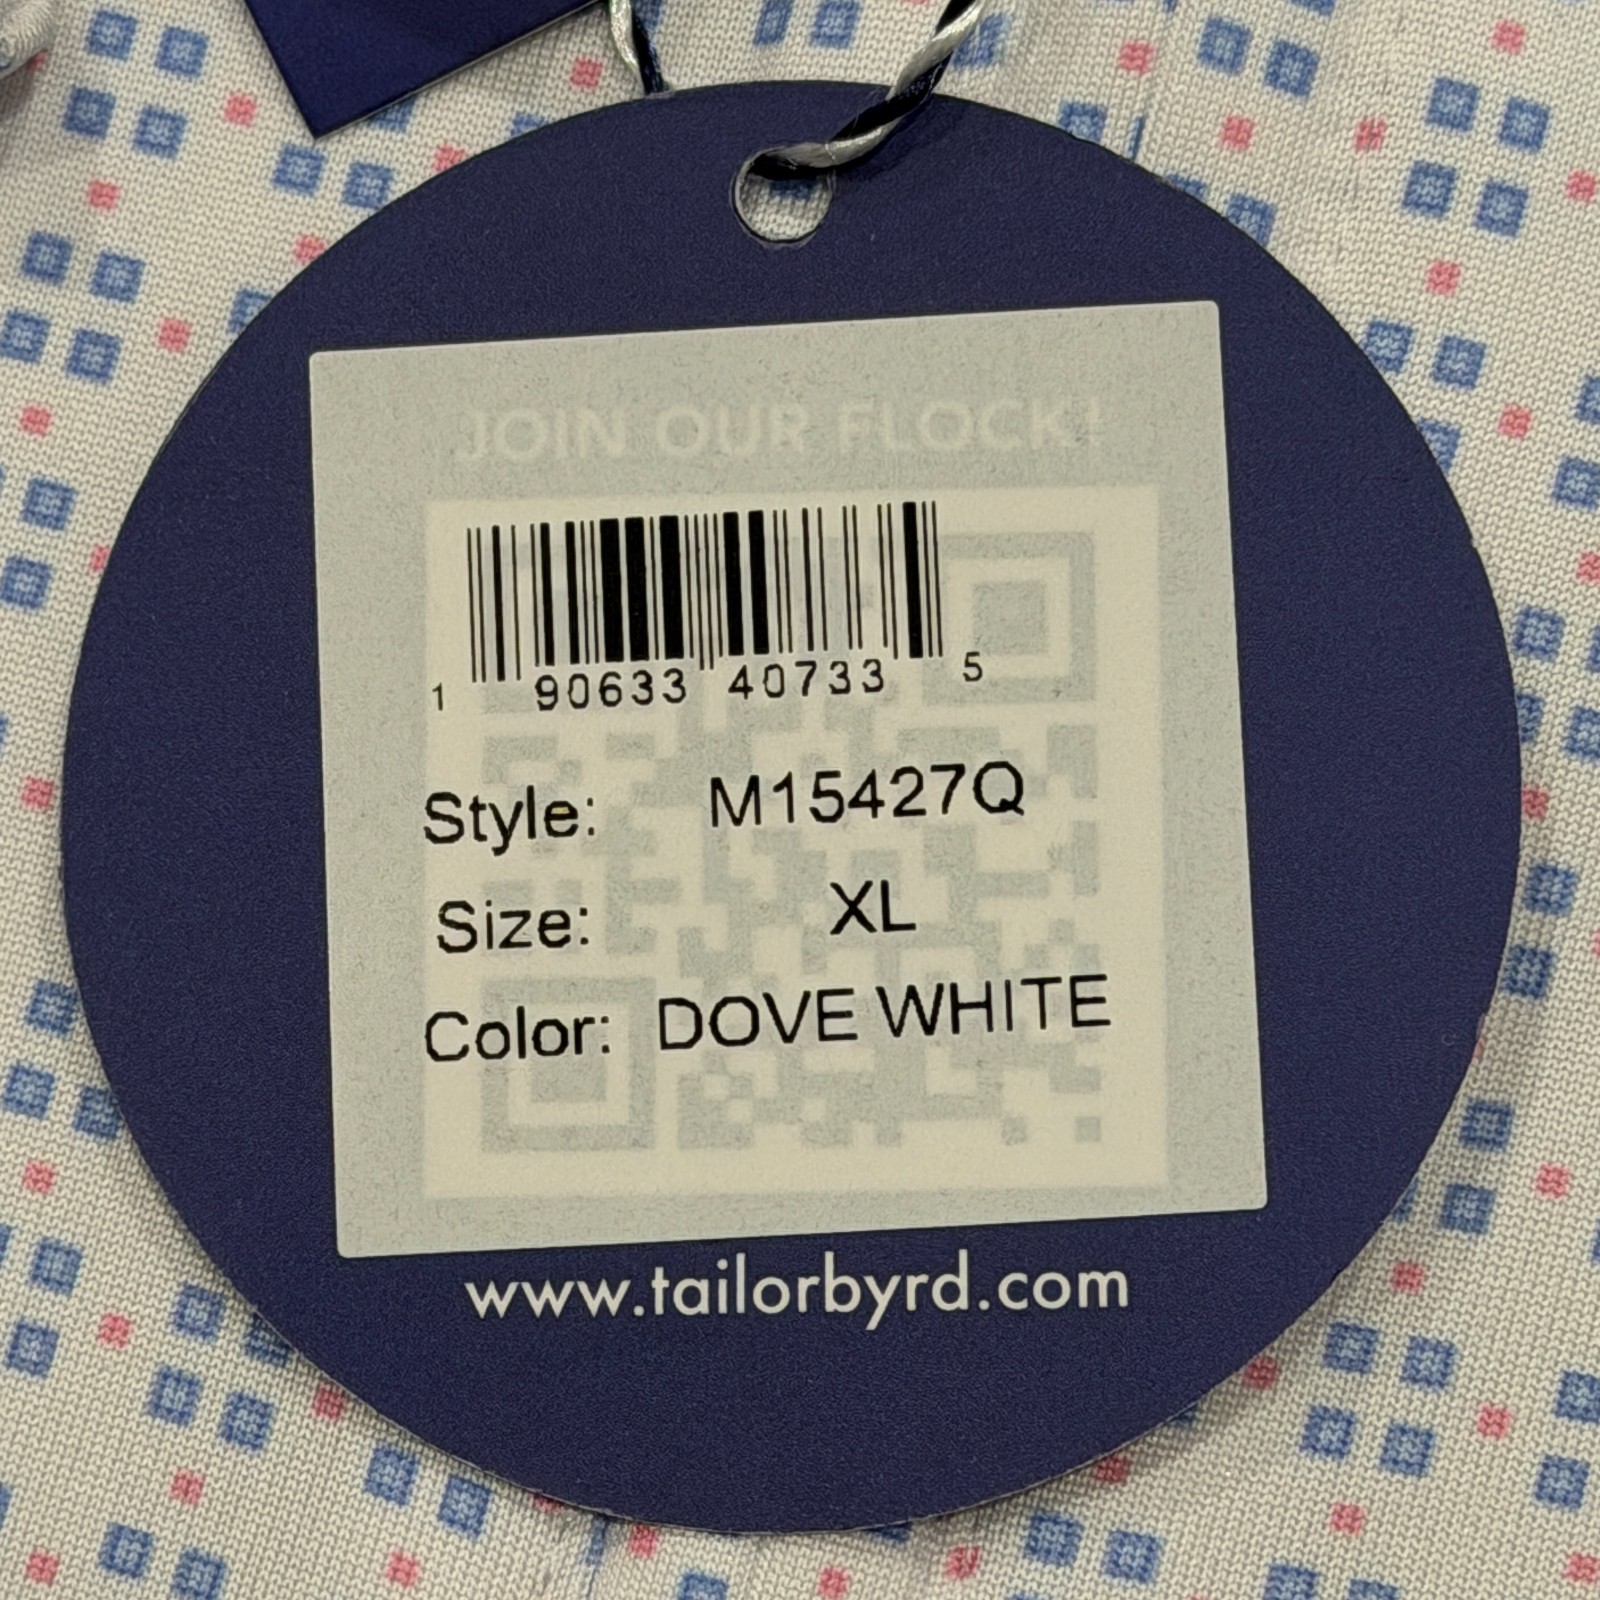 JOIN OUR FLOCK!
1 90633 40733 5
Style: M15427Q
Size: XL
Color: DOVE WHITE
www.tailorbyrd.com